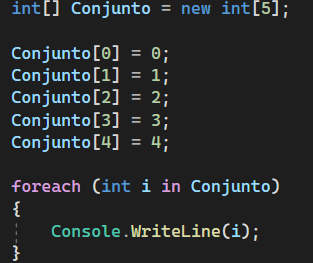 int[] Conjunto = new int[5];
Conjunto[0] = 0;
Conjunto[1] = 1;
Conjunto[2] = 2;
Conjunto[3] = 3;
Conjunto[4] = 4;
foreach (int i in Conjunto)
{
    Console.WriteLine(i);
}